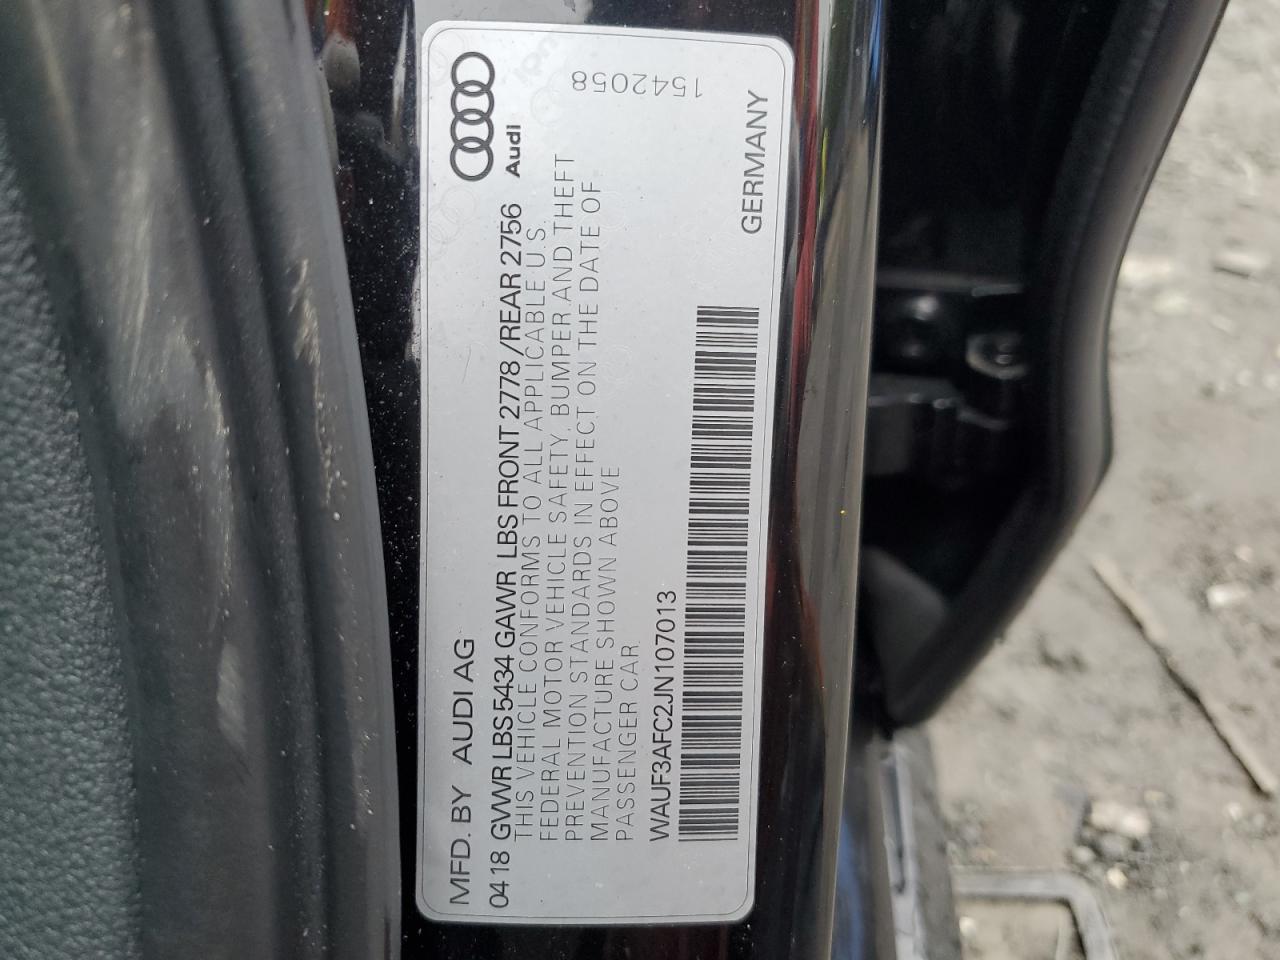 MFD. BY AUDI AG
0418 GVWR LBS 5434 GAWR LBS FRONT 2778/REAR 2756
Audi
THIS VEHICLE CONFORMS TO ALL APPLICABLE U.S.
FEDERAL MOTOR VEHICLE SAFETY, BUMPER AND THEFT
PREVENTION STANDARDS IN EFFECT ON THE DATE OF
MANUFACTURE SHOWN ABOVE
PASSENGER CAR
WAUF3AFC2JN107013
GERMANY
1542058